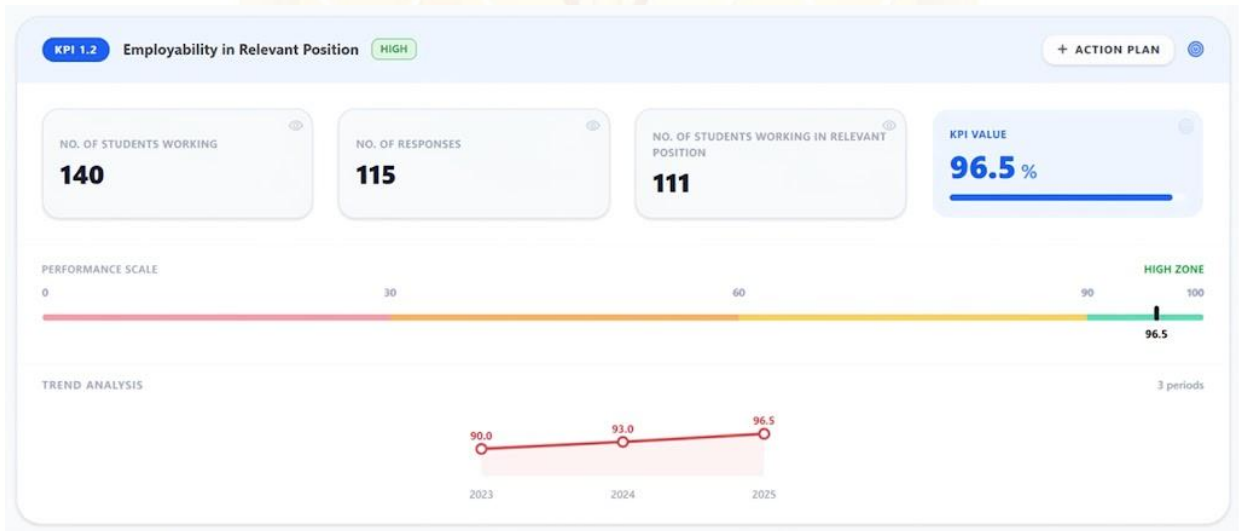 KPI 1.2 Employability in Relevant Position HIGH + ACTION PLAN
NO. OF STUDENTS WORKING
140
NO. OF RESPONSES
115
NO. OF STUDENTS WORKING IN RELEVANT
POSITION
111
KPI VALUE
96.5 %
PERFORMANCE SCALE HIGH ZONE
0 30 60 90 100
96.5
TREND ANALYSIS 3 periods
90.0 93.0 96.5
2023 2024 2025